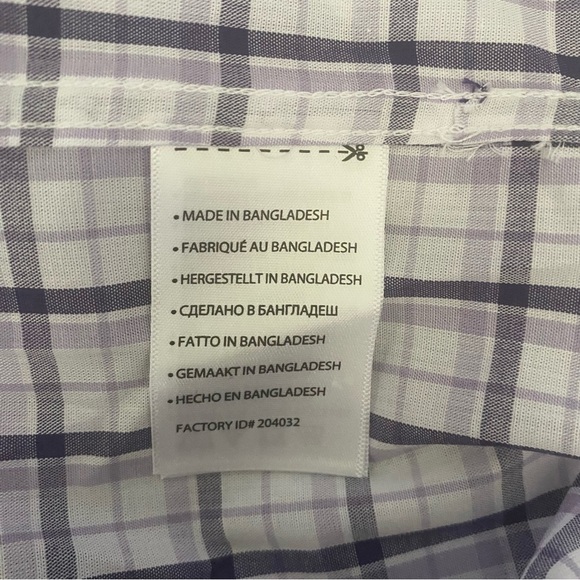 • MADE IN BANGLADESH
• FABRIQUÉ AU BANGLADESH
• HERGESTELLT IN BANGLADESH
• СДЕЛАНО В БАНГЛАДЕШ
• FATTO IN BANGLADESH
• GEMAAKT IN BANGLADESH
• HECHO EN BANGLADESH
FACTORY ID# 204032